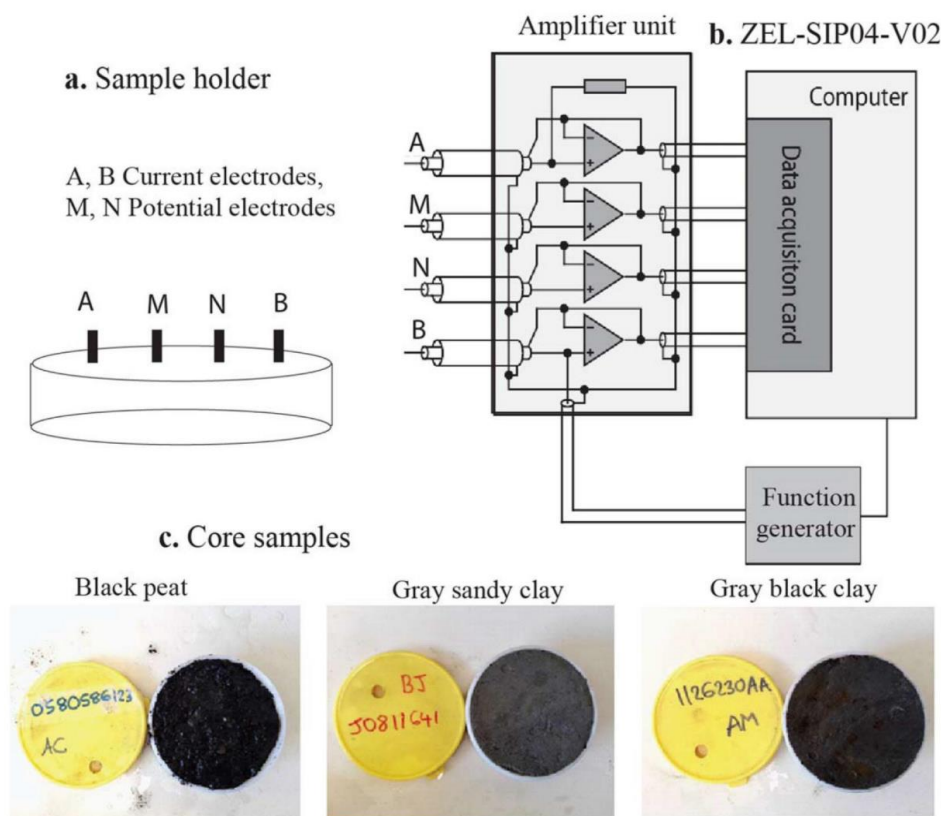 Amplifier unit
b. ZEL-SIP04-V02
a. Sample holder
Computer
A, B Current electrodes,
M, N Potential electrodes
A
M
N
B
Data acquisiton card
A
M
N
B
Function
generator
c. Core samples
Black peat
Gray sandy clay
Gray black clay
0580586123
AC
BJ
J0811641
1126230AA
AM